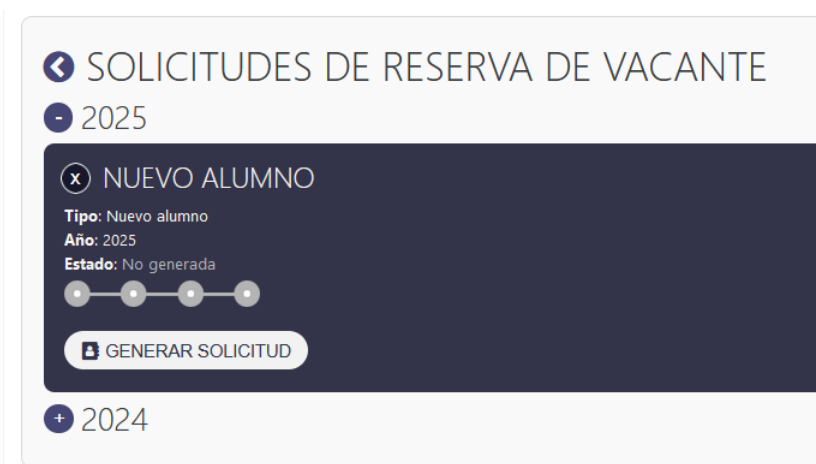 SOLICITUDES DE RESERVA DE VACANTE
- 2025
x NUEVO ALUMNO
Tipo: Nuevo alumno
Año: 2025
Estado: No generada
GENERAR SOLICITUD
+ 2024